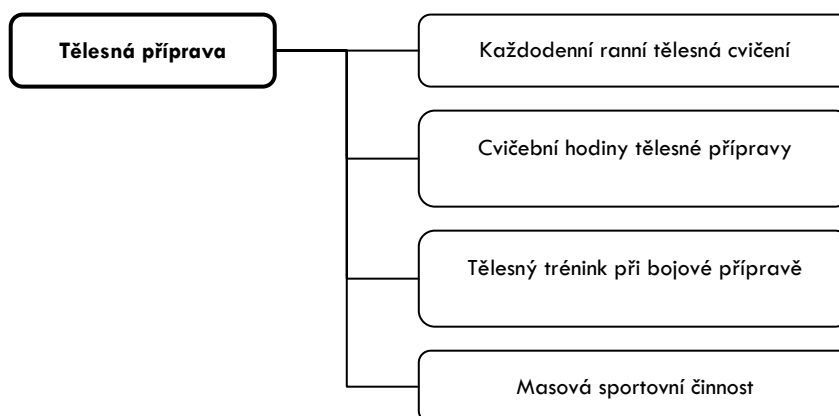 Tělesná příprava
Každodenní ranní tělesná cvičení
Cvičební hodiny tělesné přípravy
Tělesný trénink při bojové přípravě
Masová sportovní činnost